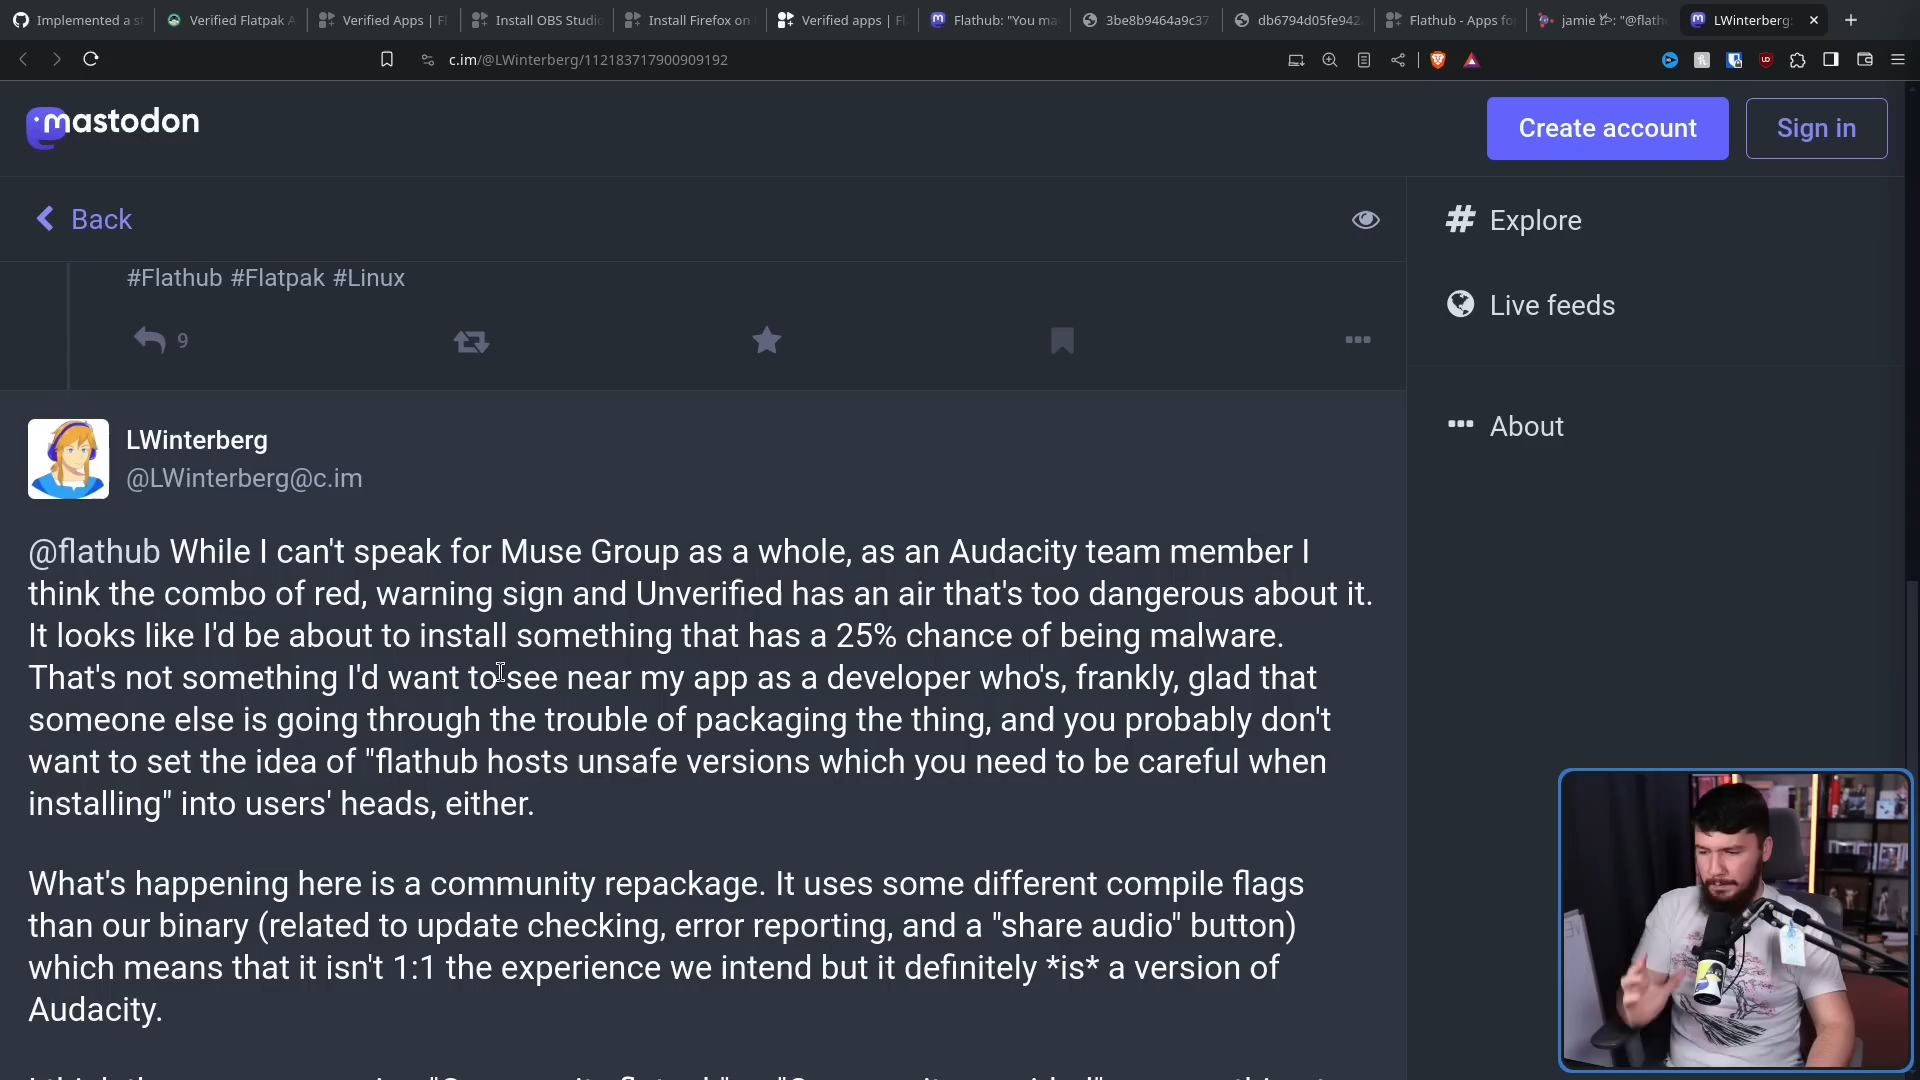 Implemented a s
Verified Flatpak A
Verified Apps | Fl
Install OBS Studio
Install Firefox on
Verified apps | Fl
Flathub: "You ma
3be8b9464a9c37
db6794d05fe942
Flathub - Apps fo
jamie
: "@flath
LWinterberg:
c.im/@LWinterberg/112183717900909192
mastodon
Create account
Sign in
Back
Explore
#Flathub #Flatpak #Linux
Live feeds
9
About
LWinterberg
@LWinterberg@c.im
@flathub While I can't speak for Muse Group as a whole, as an Audacity team member I
think the combo of red, warning sign and Unverified has an air that's too dangerous about it.
It looks like I'd be about to install something that has a 25% chance of being malware.
That's not something I'd want to see near my app as a developer who's, frankly, glad that
someone else is going through the trouble of packaging the thing, and you probably don't
want to set the idea of "flathub hosts unsafe versions which you need to be careful when
installing" into users' heads, either.
What's happening here is a community repackage. It uses some different compile flags
than our binary (related to update checking, error reporting, and a "share audio" button)
which means that it isn't 1:1 the experience we intend but it definitely *is* a version of
Audacity.